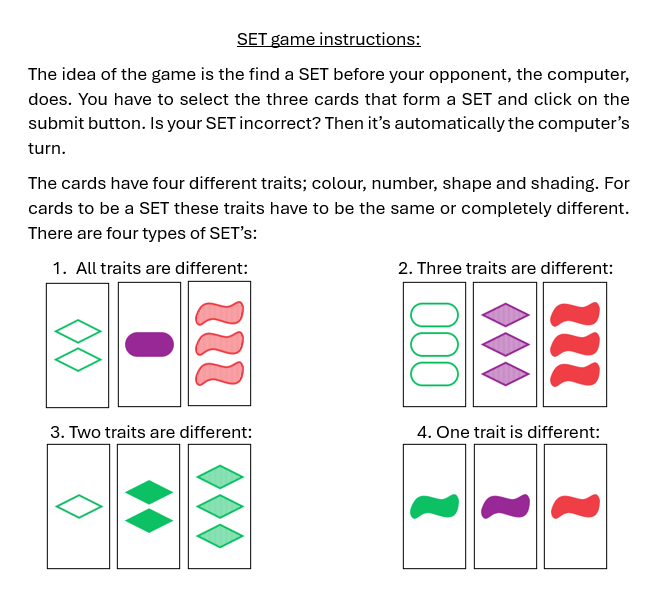 SET game instructions:
The idea of the game is the find a SET before your opponent, the computer,
does. You have to select the three cards that form a SET and click on the
submit button. Is your SET incorrect? Then it’s automatically the computer’s
turn.
The cards have four different traits; colour, number, shape and shading. For
cards to be a SET these traits have to be the same or completely different.
There are four types of SET’s:
1. All traits are different:
2. Three traits are different:
3. Two traits are different:
4. One trait is different: